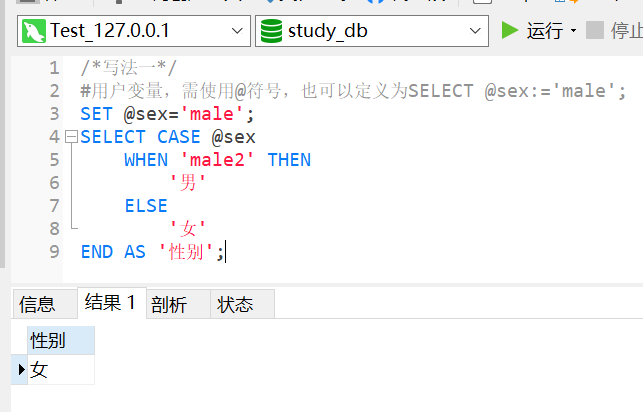 Test_127.0.0.1 study_db 运行 停止
1 /*写法一*/
2 #用户变量，需使用@符号，也可以定义为SELECT @sex:='male';
3 SET @sex='male';
4 SELECT CASE @sex
5 WHEN 'male2' THEN
6 '男'
7 ELSE
8 '女'
9 END AS '性别';
信息 结果 1 剖析 状态
性别
女